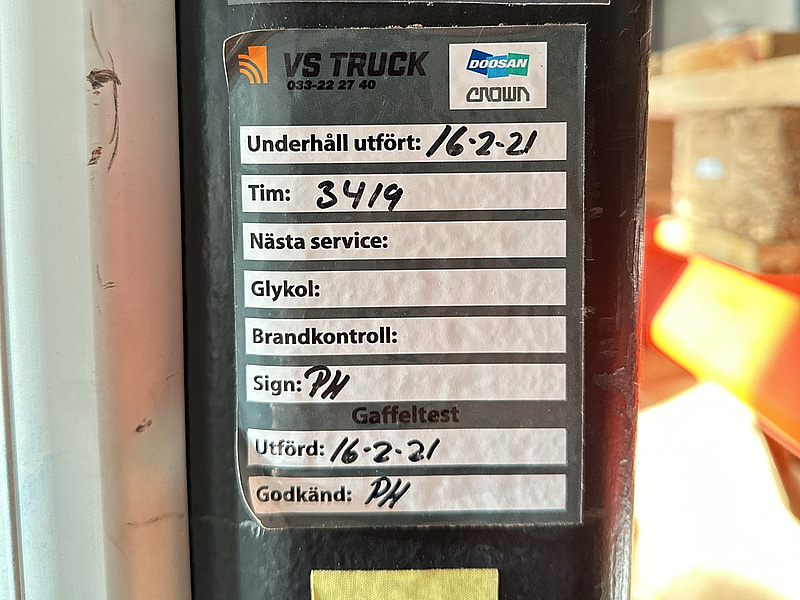 VS TRUCK
033-22 27 40
DOOSAN
CROWN
Underhåll utfört: 16-2-21
Tim: 3419
Nästa service:
Glykol:
Brandkontroll:
Sign: PH
Gaffeltest
Utförd: 16-2-21
Godkänd: PH